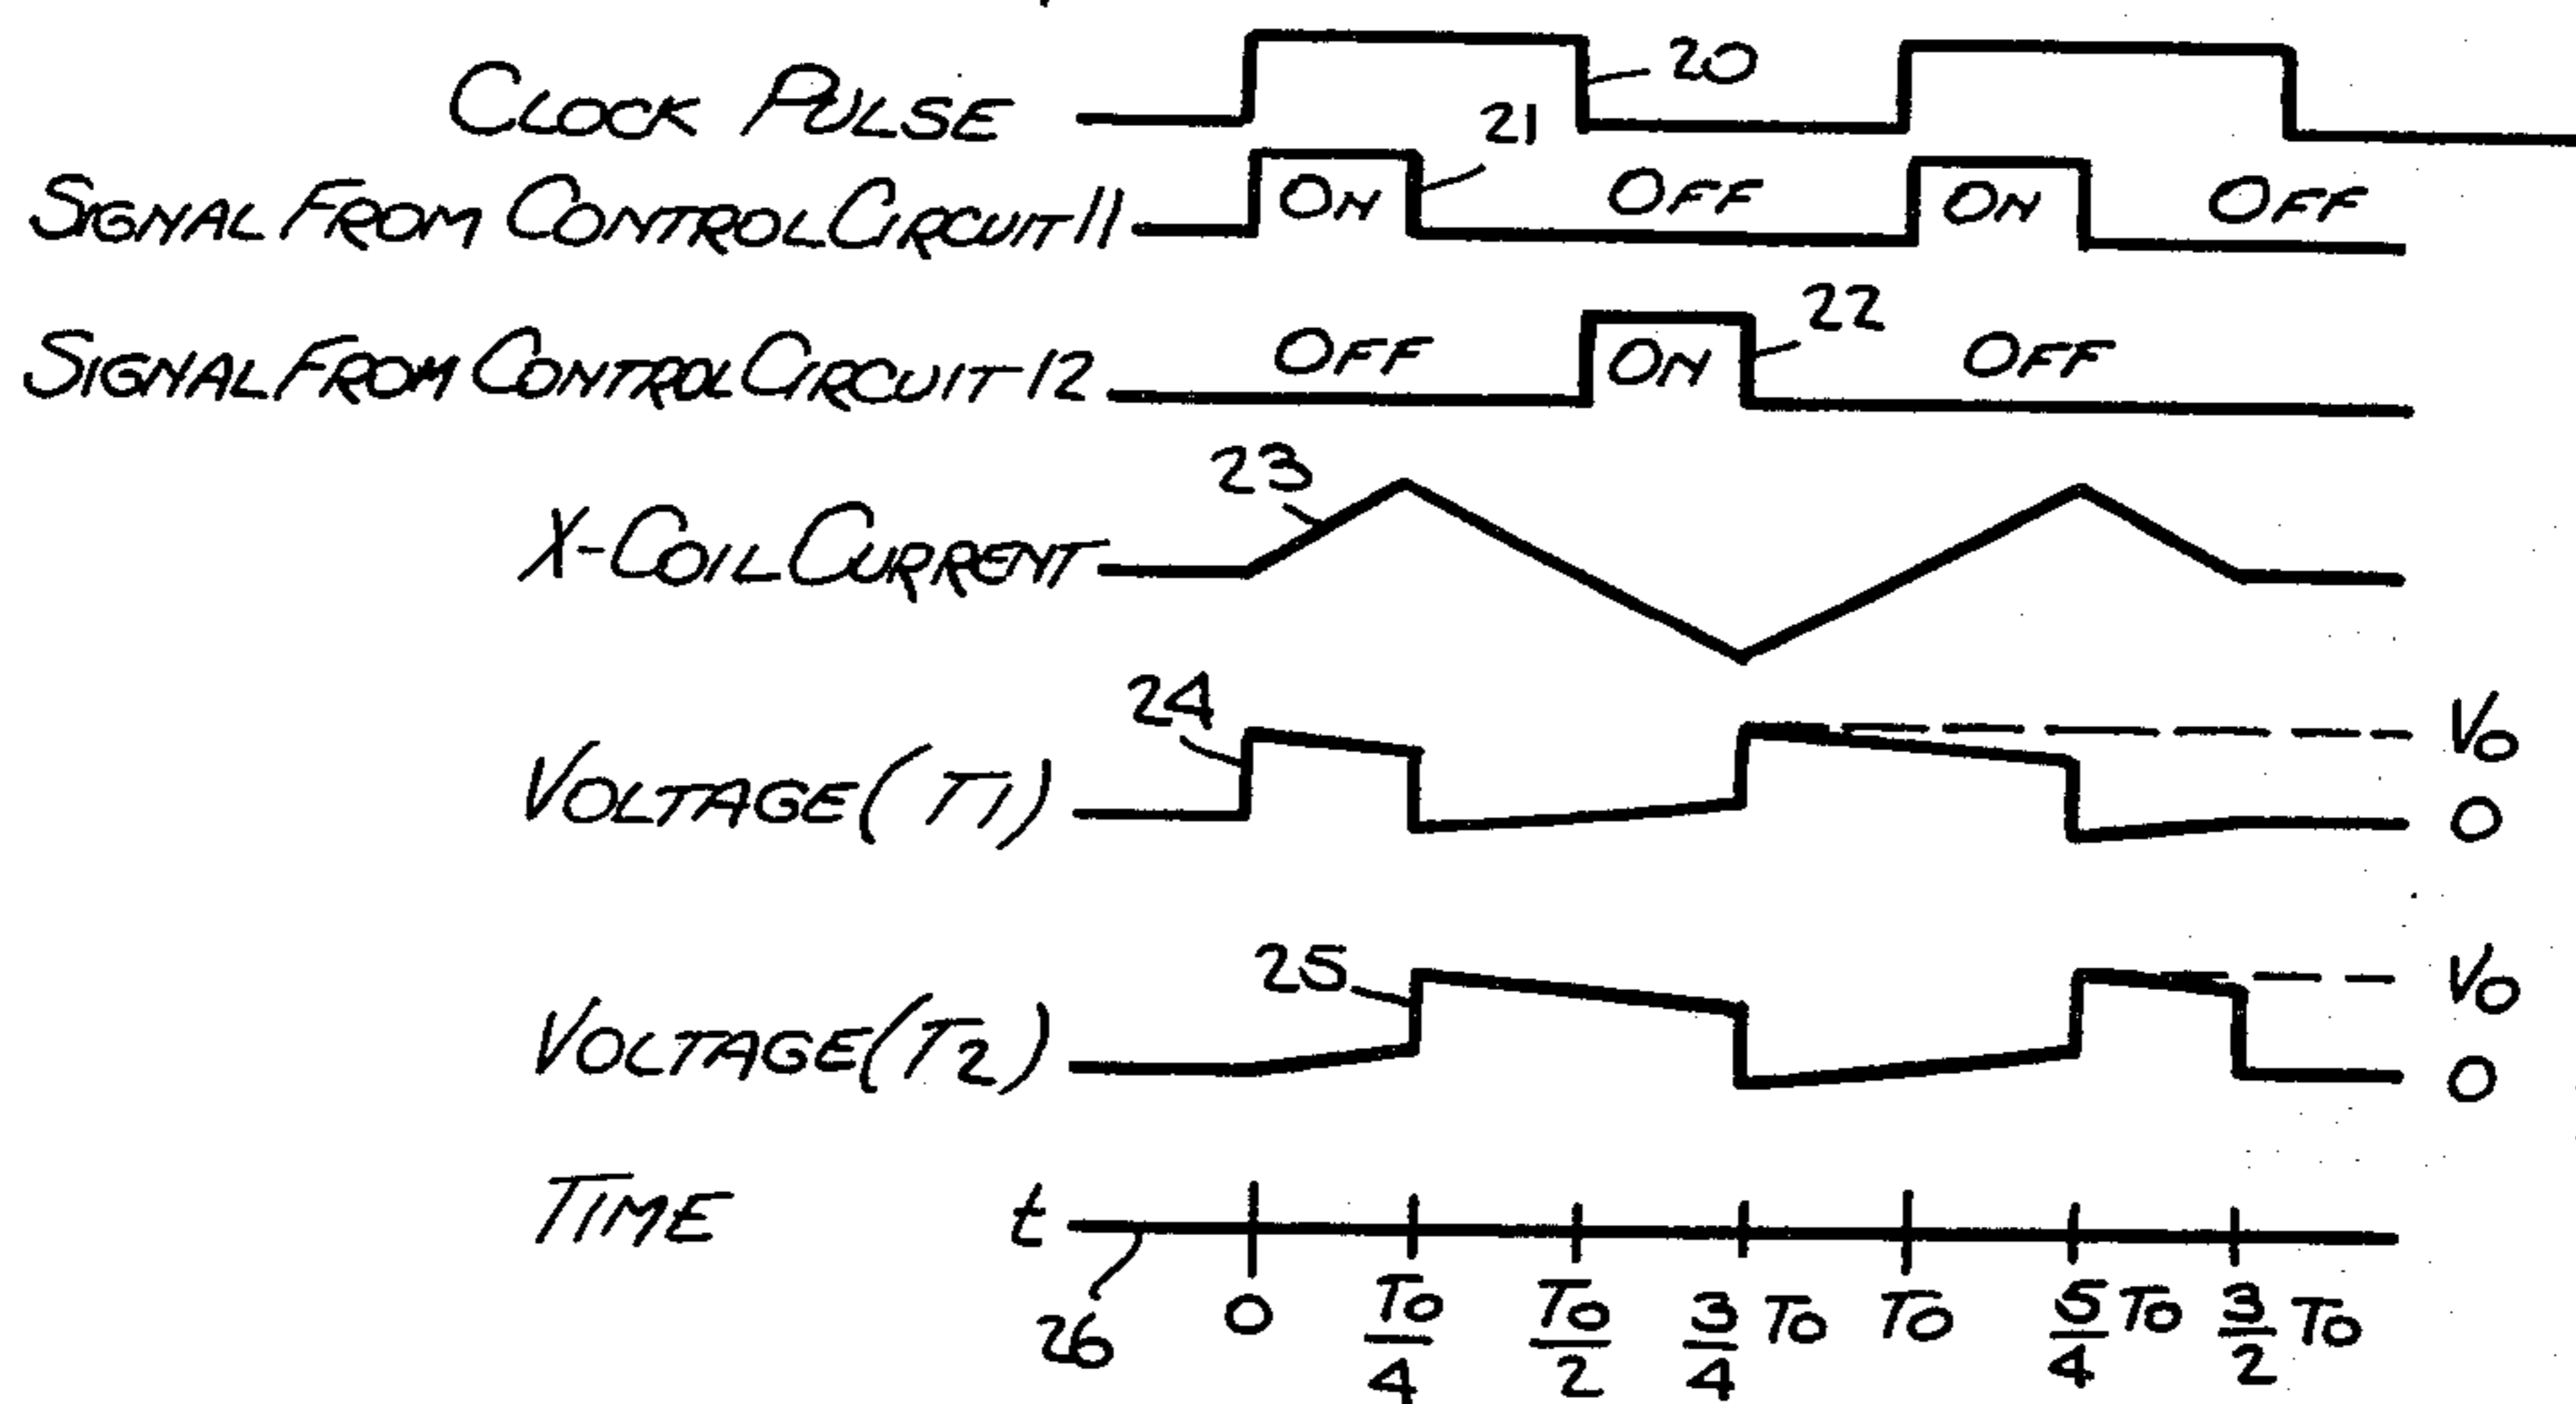 CLOCK PULSE 20
21
SIGNAL FROM CONTROL CIRCUIT 11 ON OFF ON OFF
22
SIGNAL FROM CONTROL CIRCUIT 12 OFF ON OFF
23
X-COIL CURRENT
24
VOLTAGE (T1) V0
0
25 V0
VOLTAGE (T2) 0
TIME t
26 0 T0/4 T0/2 3/4 T0 T0 5/4 T0 3/2 T0